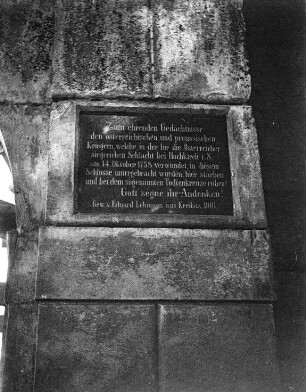 Zum ehrenden Gedächtnisse
den österreichischen und preussischen
Kriegern, welche in der für die Österreicher
siegreichen Schlacht bei Hochkirch i. S.
am 14. Oktober 1758 verwundet in diesem
Schlosse untergebracht wurden, hier starben
und bei dem sogenannten Todtenkreuze ruhen.
Gott segne ihr Andenken!
Gew. v. Eduard Lehmann aus